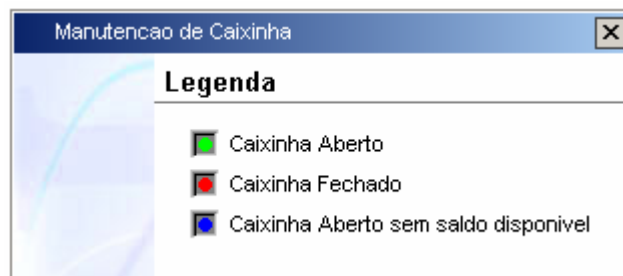 Manutencao de Caixinha
Legenda
Caixinha Aberto
Caixinha Fechado
Caixinha Aberto sem saldo disponivel